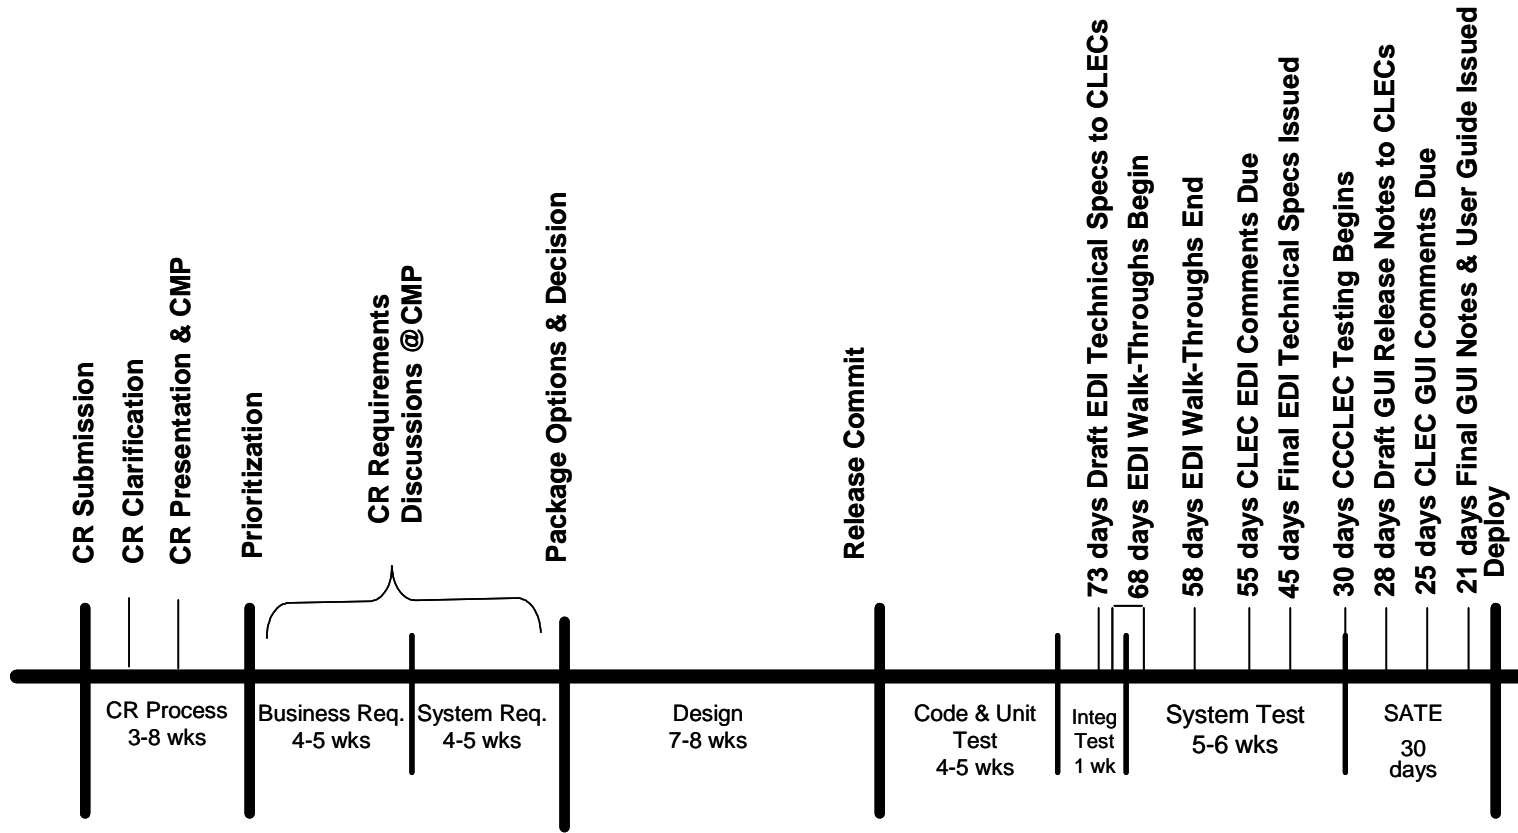 CR Submission
CR Clarification
CR Presentation & CMP
Prioritization
CR Requirements
Discussions @CMP
Package Options & Decision
Release Commit
73 days Draft EDI Technical Specs to CLECs
68 days EDI Walk-Throughs Begin
58 days EDI Walk-Throughs End
55 days CLEC EDI Comments Due
45 days Final EDI Technical Specs Issued
30 days CCCLEC Testing Begins
28 days Draft GUI Release Notes to CLECs
25 days CLEC GUI Comments Due
21 days Final GUI Notes & User Guide Issued
Deploy
CR Process
3-8 wks
Business Req.
4-5 wks
System Req.
4-5 wks
Design
7-8 wks
Code & Unit
Test
4-5 wks
Integ
Test
1 wk
System Test
5-6 wks
SATE
30
days